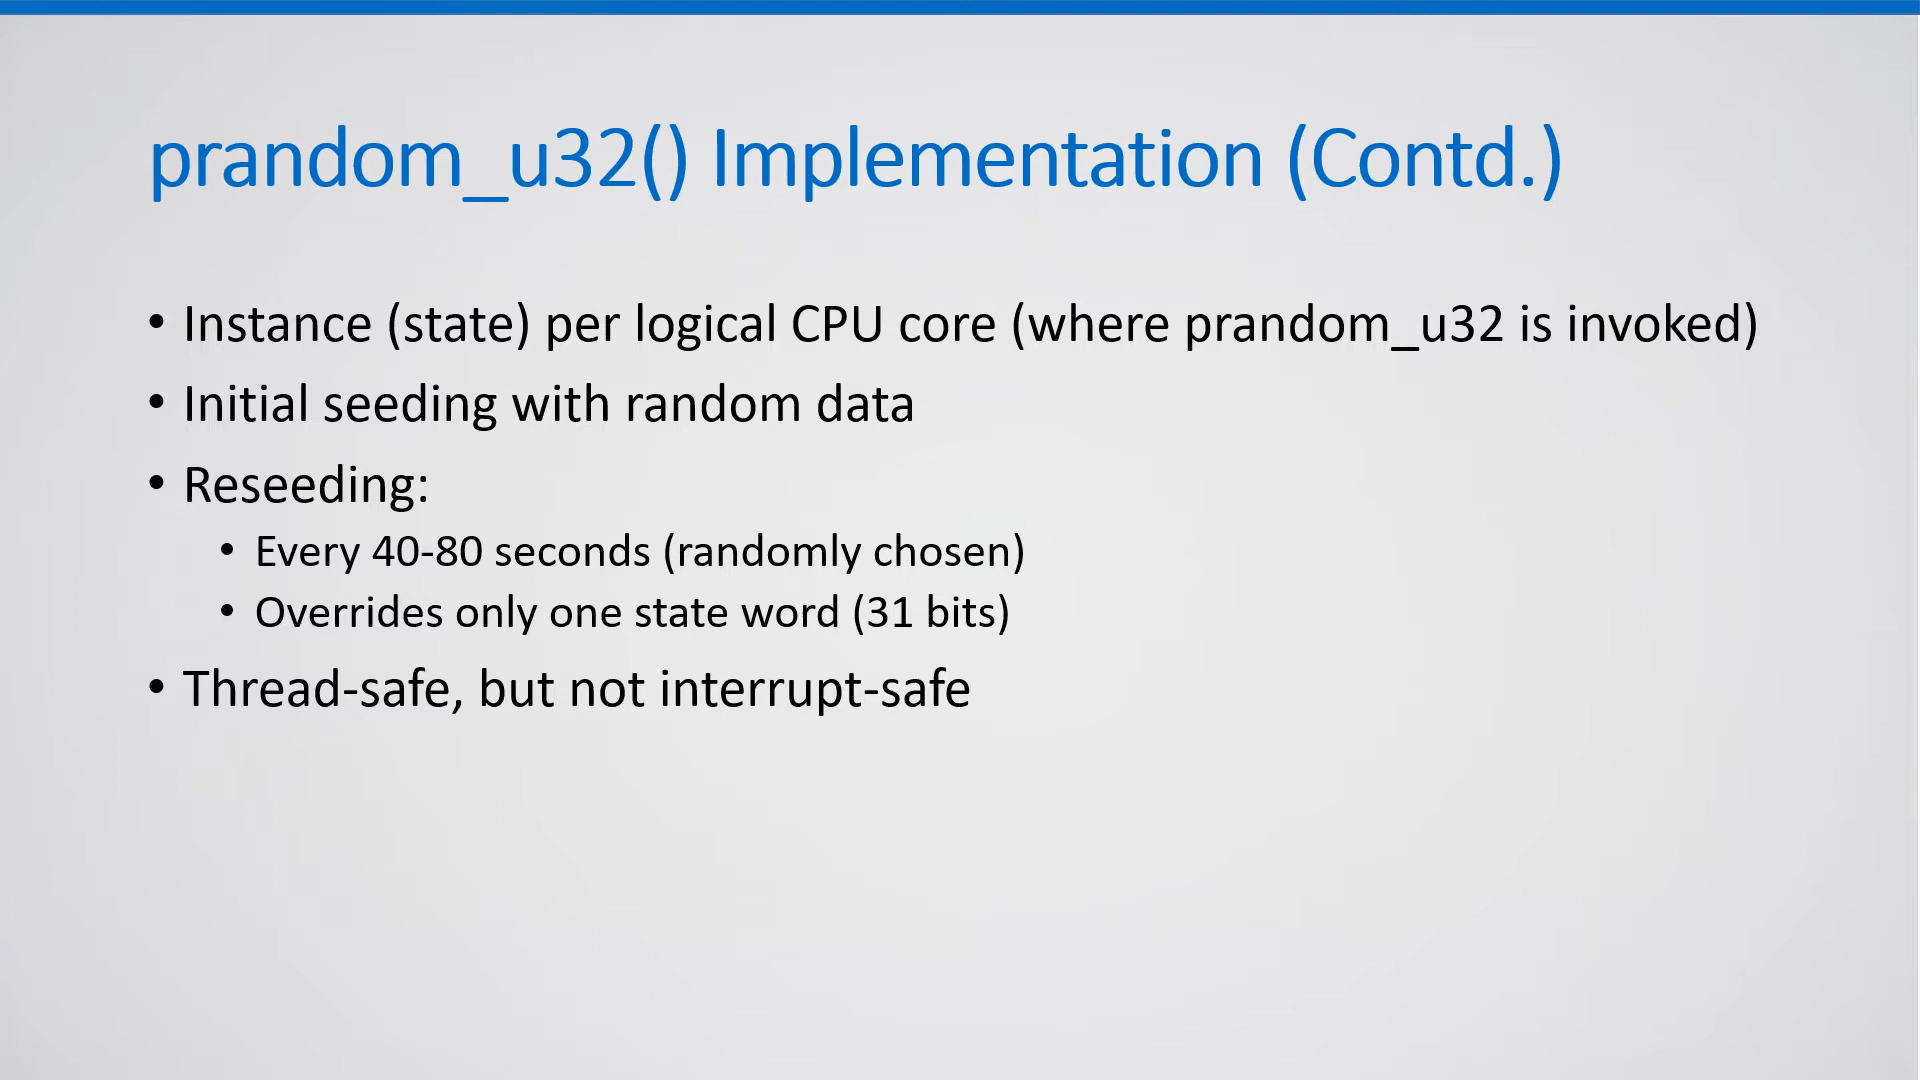 prandom_u32() Implementation (Contd.)
• Instance (state) per logical CPU core (where prandom_u32 is invoked)
• Initial seeding with random data
• Reseeding:
• Every 40-80 seconds (randomly chosen)
• Overrides only one state word (31 bits)
• Thread-safe, but not interrupt-safe